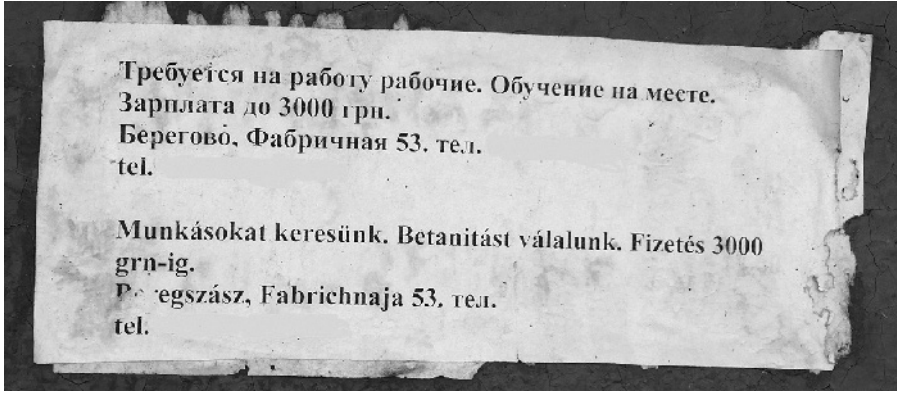 Требуется на работу рабочие. Обучение на месте.
Зарплата до 3000 грн.
Берегово, Фабричная 53. тел.
tel.
Munkásokat keresünk. Betanitást válalunk. Fizetés 3000
grn-ig.
Fabrichnaja 53. тел.
tel.